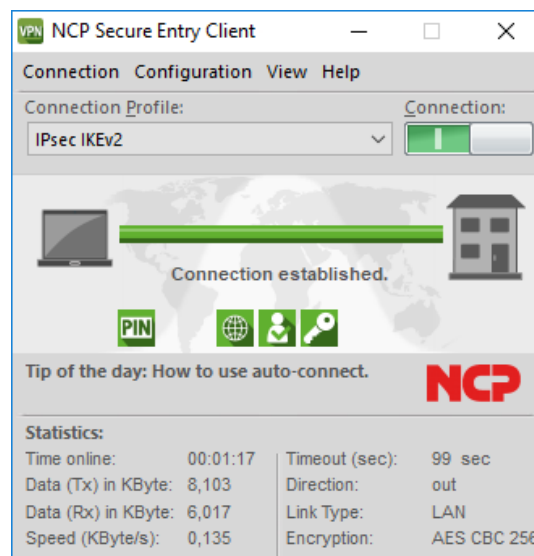 VPN NCP Secure Entry Client
Connection Configuration View Help
Connection Profile: Connection:
IPsec IKEv2
Connection established.
PIN
Tip of the day: How to use auto-connect.
NCP
Statistics:
Time online: 00:01:17 Timeout (sec): 99 sec
Data (Tx) in KByte: 8,103 Direction: out
Data (Rx) in KByte: 6,017 Link Type: LAN
Speed (KByte/s): 0,135 Encryption: AES CBC 256